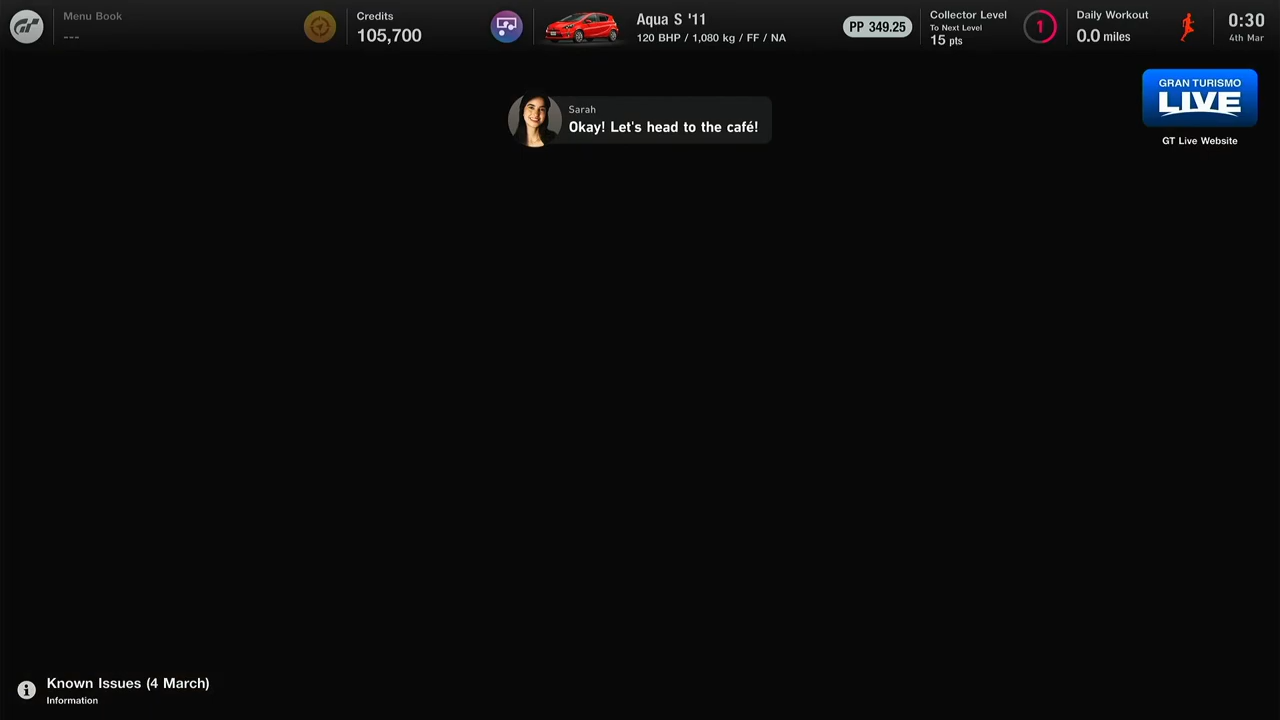 Menu Book
---
Credits
105,700
Aqua S '11
120 BHP / 1,080 kg / FF / NA
PP 349.25
Collector Level
To Next Level
15 pts
1
Daily Workout
0.0 miles
0:30
4th Mar
GRAN TURISMO
LIVE
GT Live Website
Sarah
Okay! Let's head to the café!
Known Issues (4 March)
Information